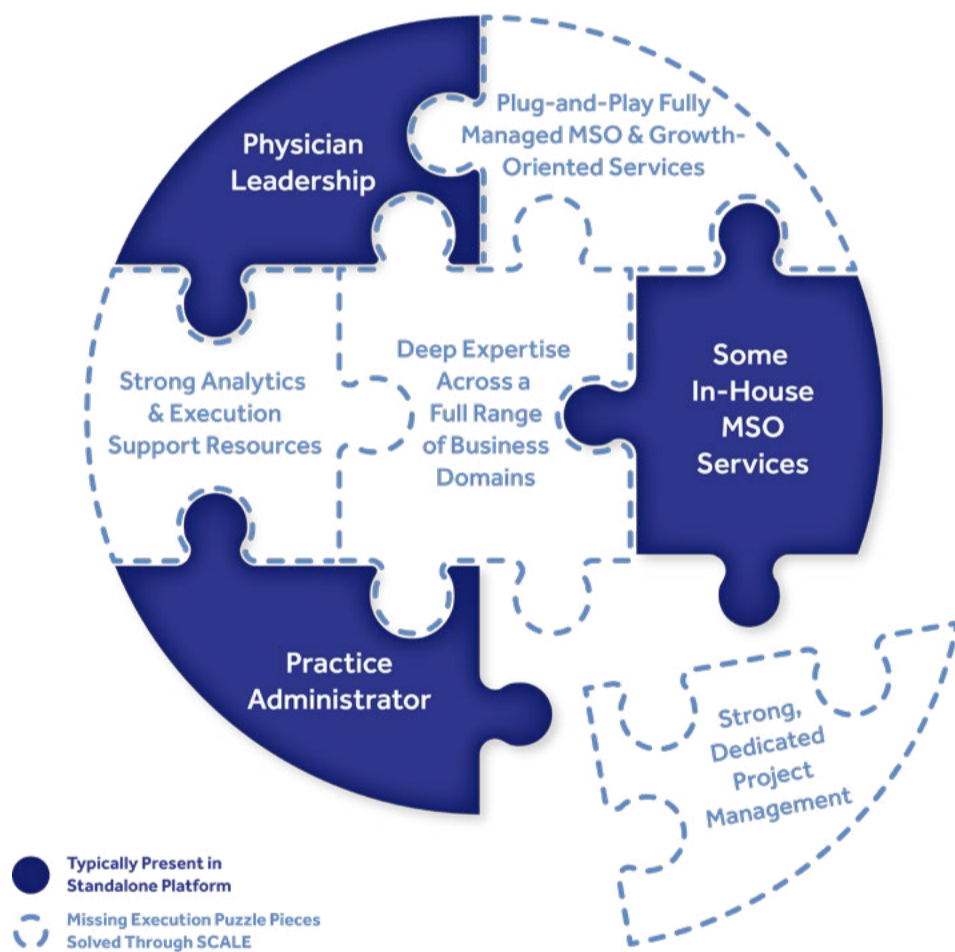 Physician
Leadership
Plug-and-Play Fully
Managed MSO & Growth-
Oriented Services
Strong Analytics
& Execution
Support Resources
Deep Expertise
Across a
Full Range
of Business
Domains
Some
In-House
MSO
Services
Practice
Administrator
Strong,
Dedicated
Project
Management
Typically Present in
Standalone Platform
Missing Execution Puzzle Pieces
Solved Through SCALE